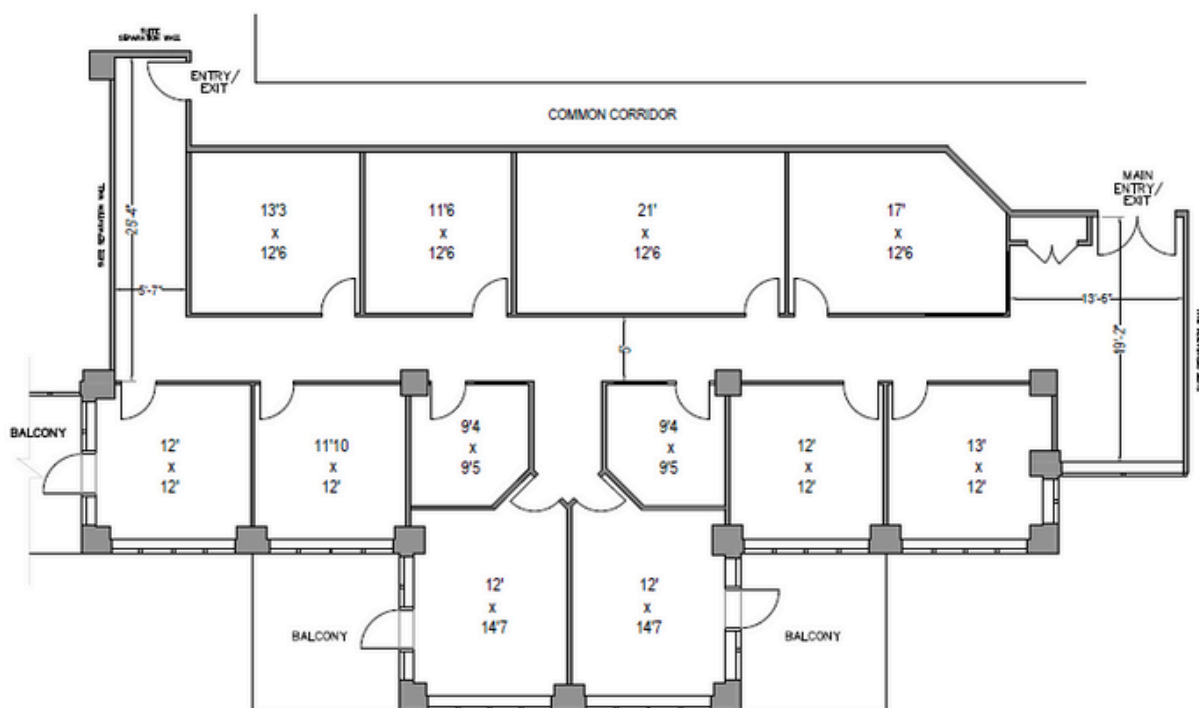 SEPARATION WALL
ENTRY/
EXIT
COMMON CORRIDOR
MAIN
ENTRY/
EXIT
25'-4"
5'-7"
13'3
x
12'6
11'6
x
12'6
21'
x
12'6
17'
x
12'6
13'-6"
19'-2"
5'
BALCONY
12'
x
12'
11'10
x
12'
9'4
x
9'5
9'4
x
9'5
12'
x
12'
13'
x
12'
BALCONY
12'
x
14'7
12'
x
14'7
BALCONY